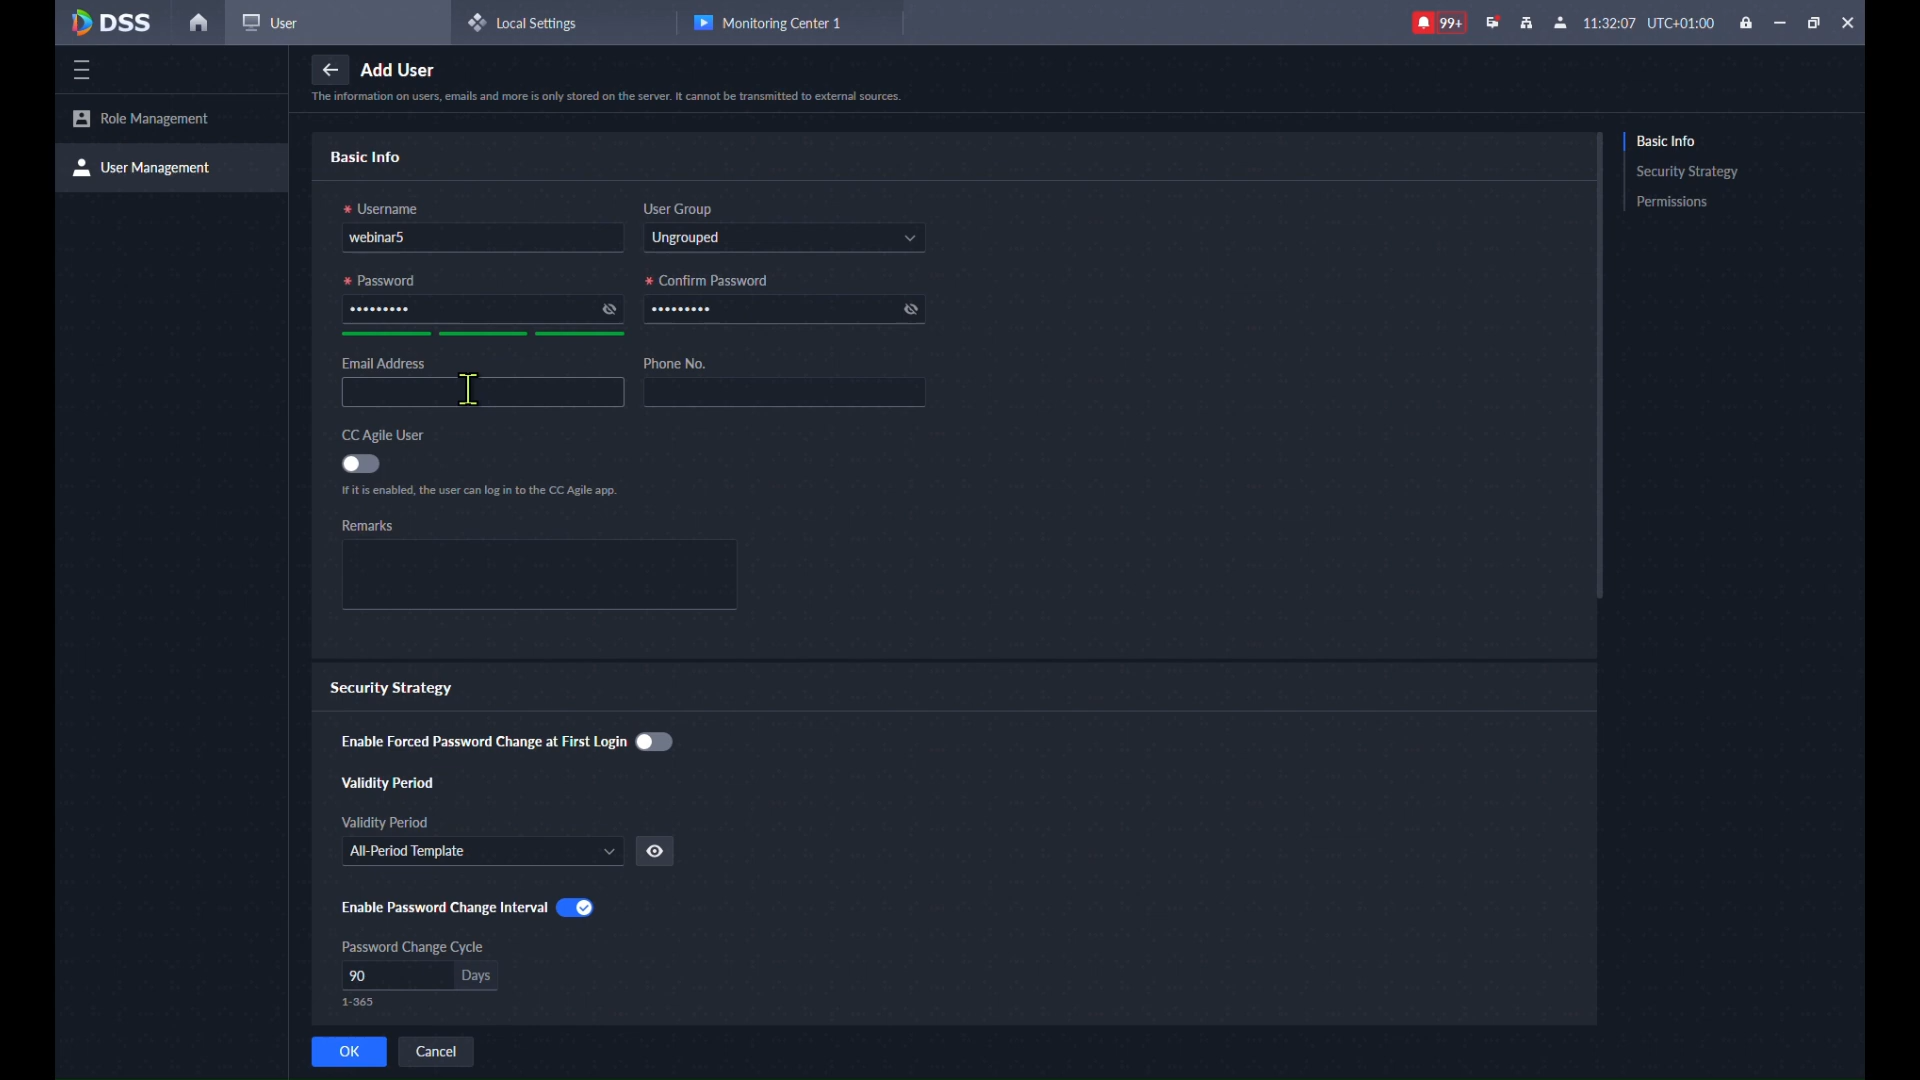 DSS
User
Local Settings
Monitoring Center 1
99+
11:32:07 UTC+01:00
Add User
The information on users, emails and more is only stored on the server. It cannot be transmitted to external sources.
Role Management
User Management
Basic Info
* Username
User Group
webinar5
Ungrouped
* Password
* Confirm Password
•••••••••
•••••••••
Email Address
Phone No.
CC Agile User
If it is enabled, the user can log in to the CC Agile app.
Remarks
Security Strategy
Enable Forced Password Change at First Login
Validity Period
Validity Period
All-Period Template
Enable Password Change Interval
Password Change Cycle
90 Days
1-365
OK
Cancel
Basic Info
Security Strategy
Permissions